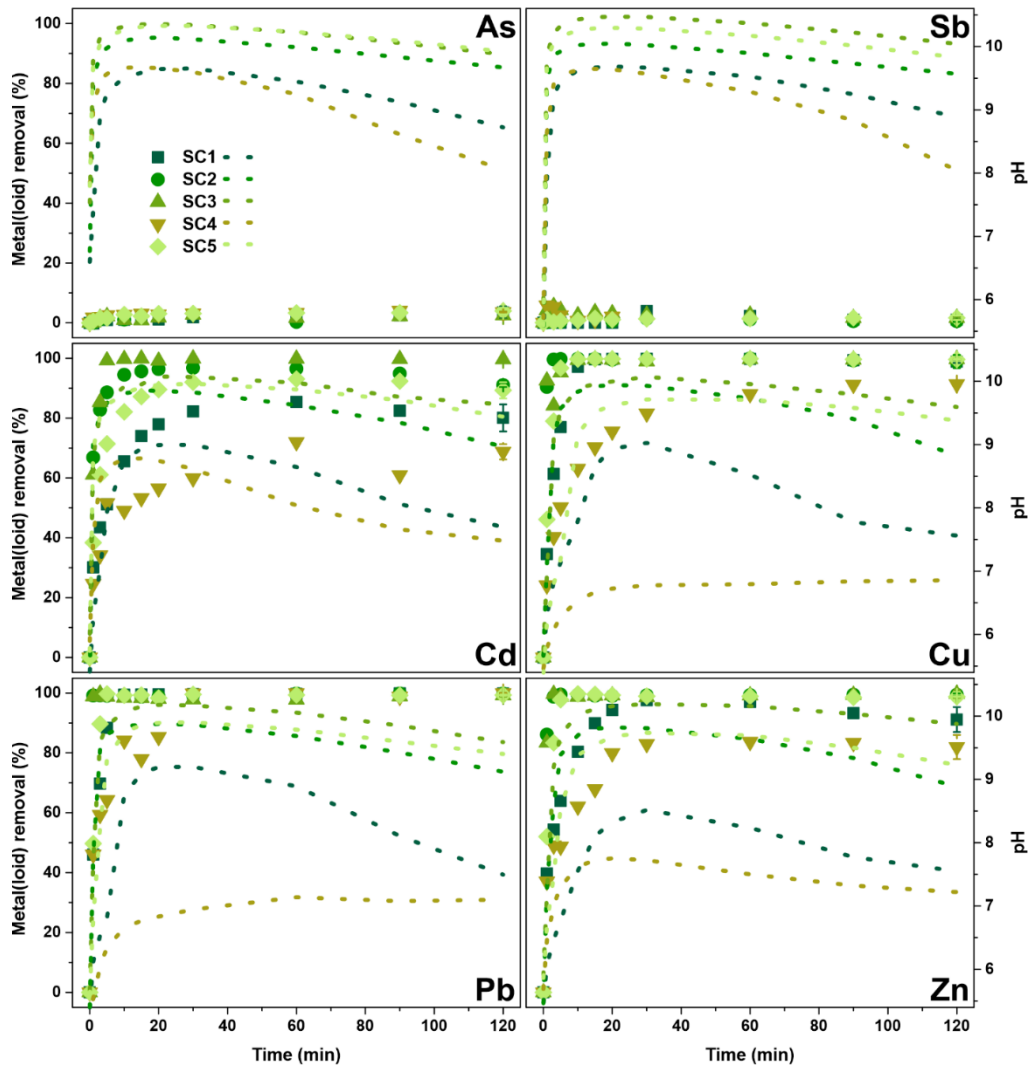 As
Sb
Metal(loid) removal (%)
100
80
60
40
20
0
SC1
SC2
SC3
SC4
SC5
10
9
8
7
6
pH
Cd
Cu
Metal(loid) removal (%)
100
80
60
40
20
0
10
9
8
7
6
pH
Pb
Zn
Metal(loid) removal (%)
100
80
60
40
20
0
10
9
8
7
6
pH
0 20 40 60 80 100 120
0 20 40 60 80 100 120
Time (min)
Time (min)